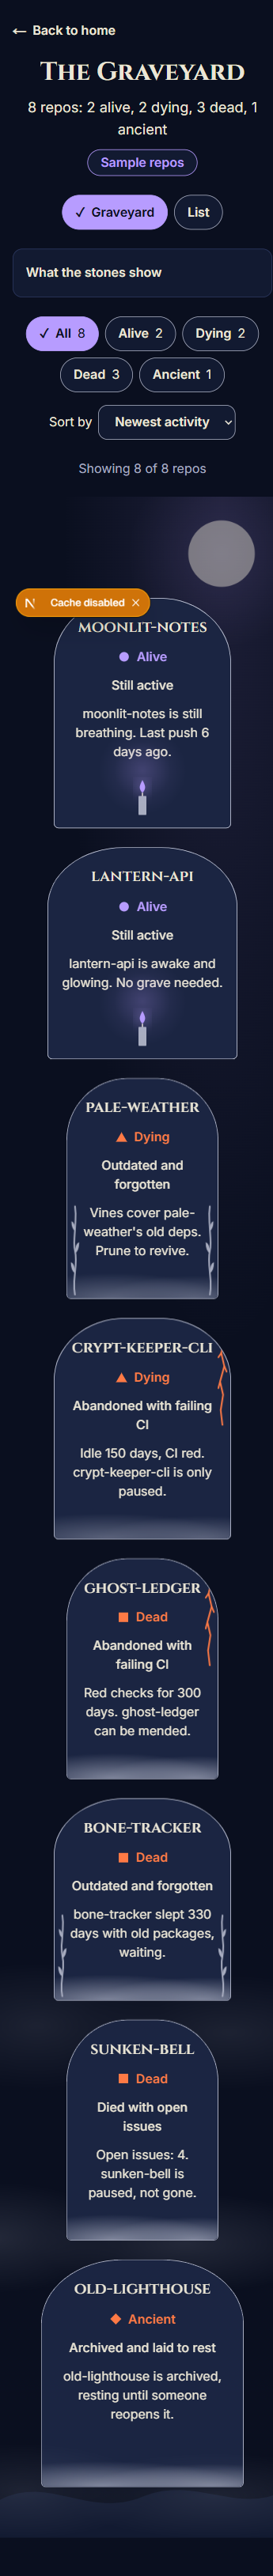 ← Back to home
The Graveyard
8 repos: 2 alive, 2 dying, 3 dead, 1
ancient
Sample repos
✓ Graveyard
List
What the stones show
✓ All 8
Alive 2
Dying 2
Dead 3
Ancient 1
Sort by
Newest activity
Showing 8 of 8 repos
N Cache disabled ×
moonlit-notes
Alive
Still active
moonlit-notes is still
breathing. Last push 6
days ago.
lantern-api
Alive
Still active
lantern-api is awake and
glowing. No grave needed.
pale-weather
Dying
Outdated and
forgotten
Vines cover pale-
weather's old deps.
Prune to revive.
crypt-keeper-cli
Dying
Abandoned with failing
CI
Idle 150 days, CI red.
crypt-keeper-cli is only
paused.
ghost-ledger
Dead
Abandoned with
failing CI
Red checks for 300
days. ghost-ledger
can be mended.
bone-tracker
Dead
Outdated and forgotten
bone-tracker slept 330
days with old packages,
waiting.
sunken-bell
Dead
Died with open
issues
Open issues: 4.
sunken-bell is
paused, not gone.
old-lighthouse
Ancient
Archived and laid to rest
old-lighthouse is archived,
resting until someone
reopens it.